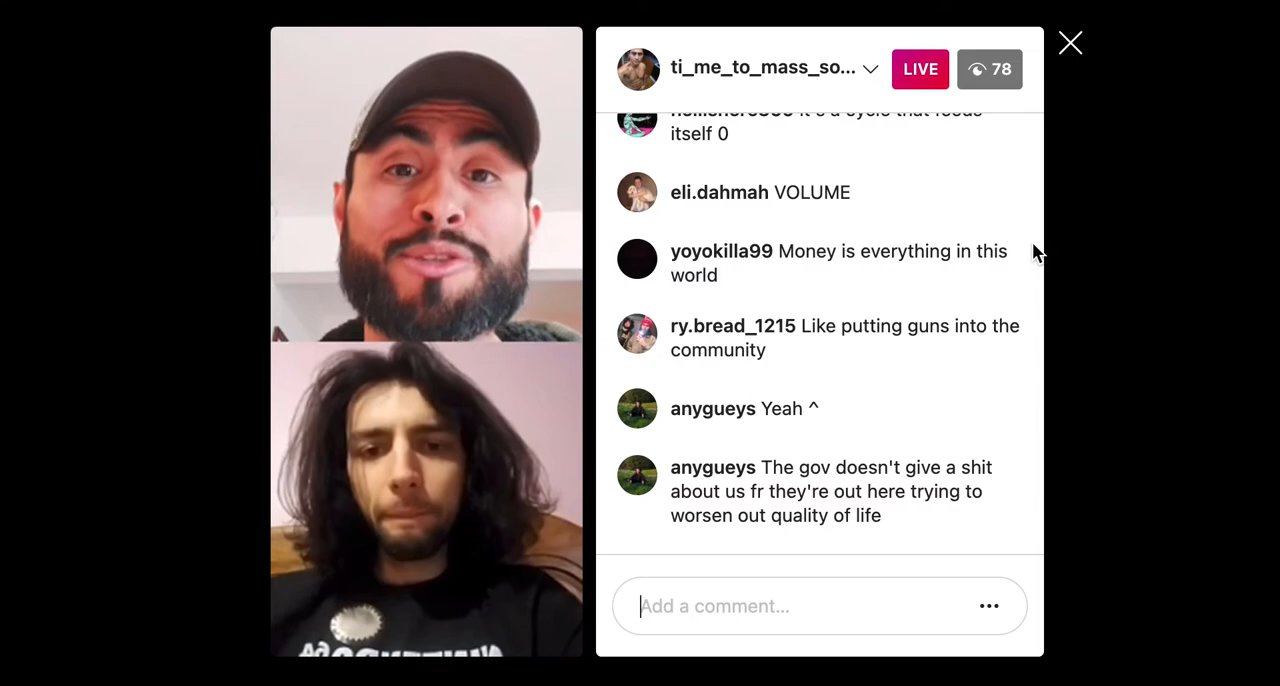 ti_me_to_mass_so...
LIVE
78
itself 0
eli.dahmah VOLUME
yoyokilla99 Money is everything in this
world
ry.bread_1215 Like putting guns into the
community
anygueys Yeah ^
anygueys The gov doesn't give a shit
about us fr they're out here trying to
worsen out quality of life
Add a comment...